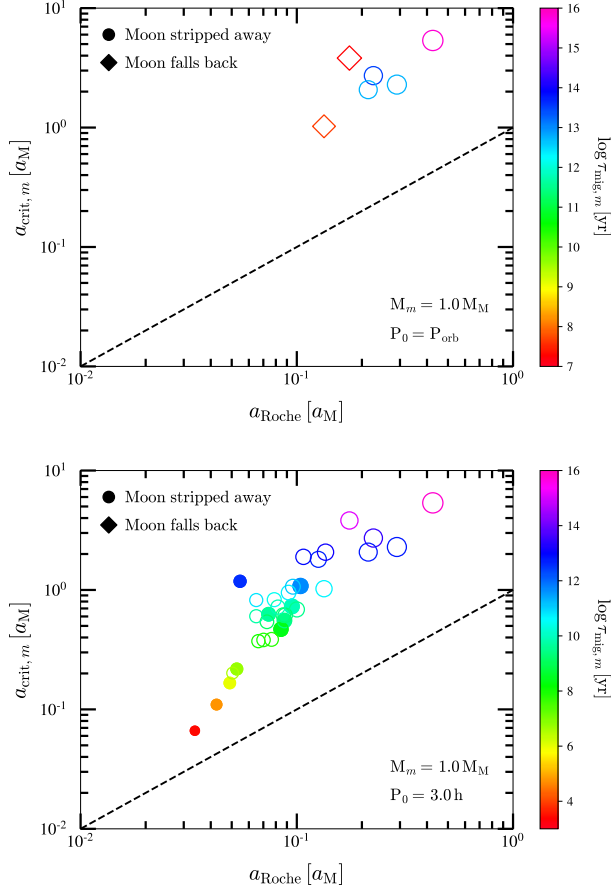 10^1
10^0
10^-1
10^-2
a_crit, m [a_M]
Moon stripped away
Moon falls back
M_m = 1.0 M_M
P_0 = P_orb
10^-2
10^-1
10^0
a_Roche [a_M]
16
15
14
13
12
11
10
9
8
7
log τ_mig, m [yr]
10^1
10^0
10^-1
10^-2
a_crit, m [a_M]
Moon stripped away
Moon falls back
M_m = 1.0 M_M
P_0 = 3.0 h
10^-2
10^-1
10^0
a_Roche [a_M]
16
14
12
10
8
6
4
log τ_mig, m [yr]